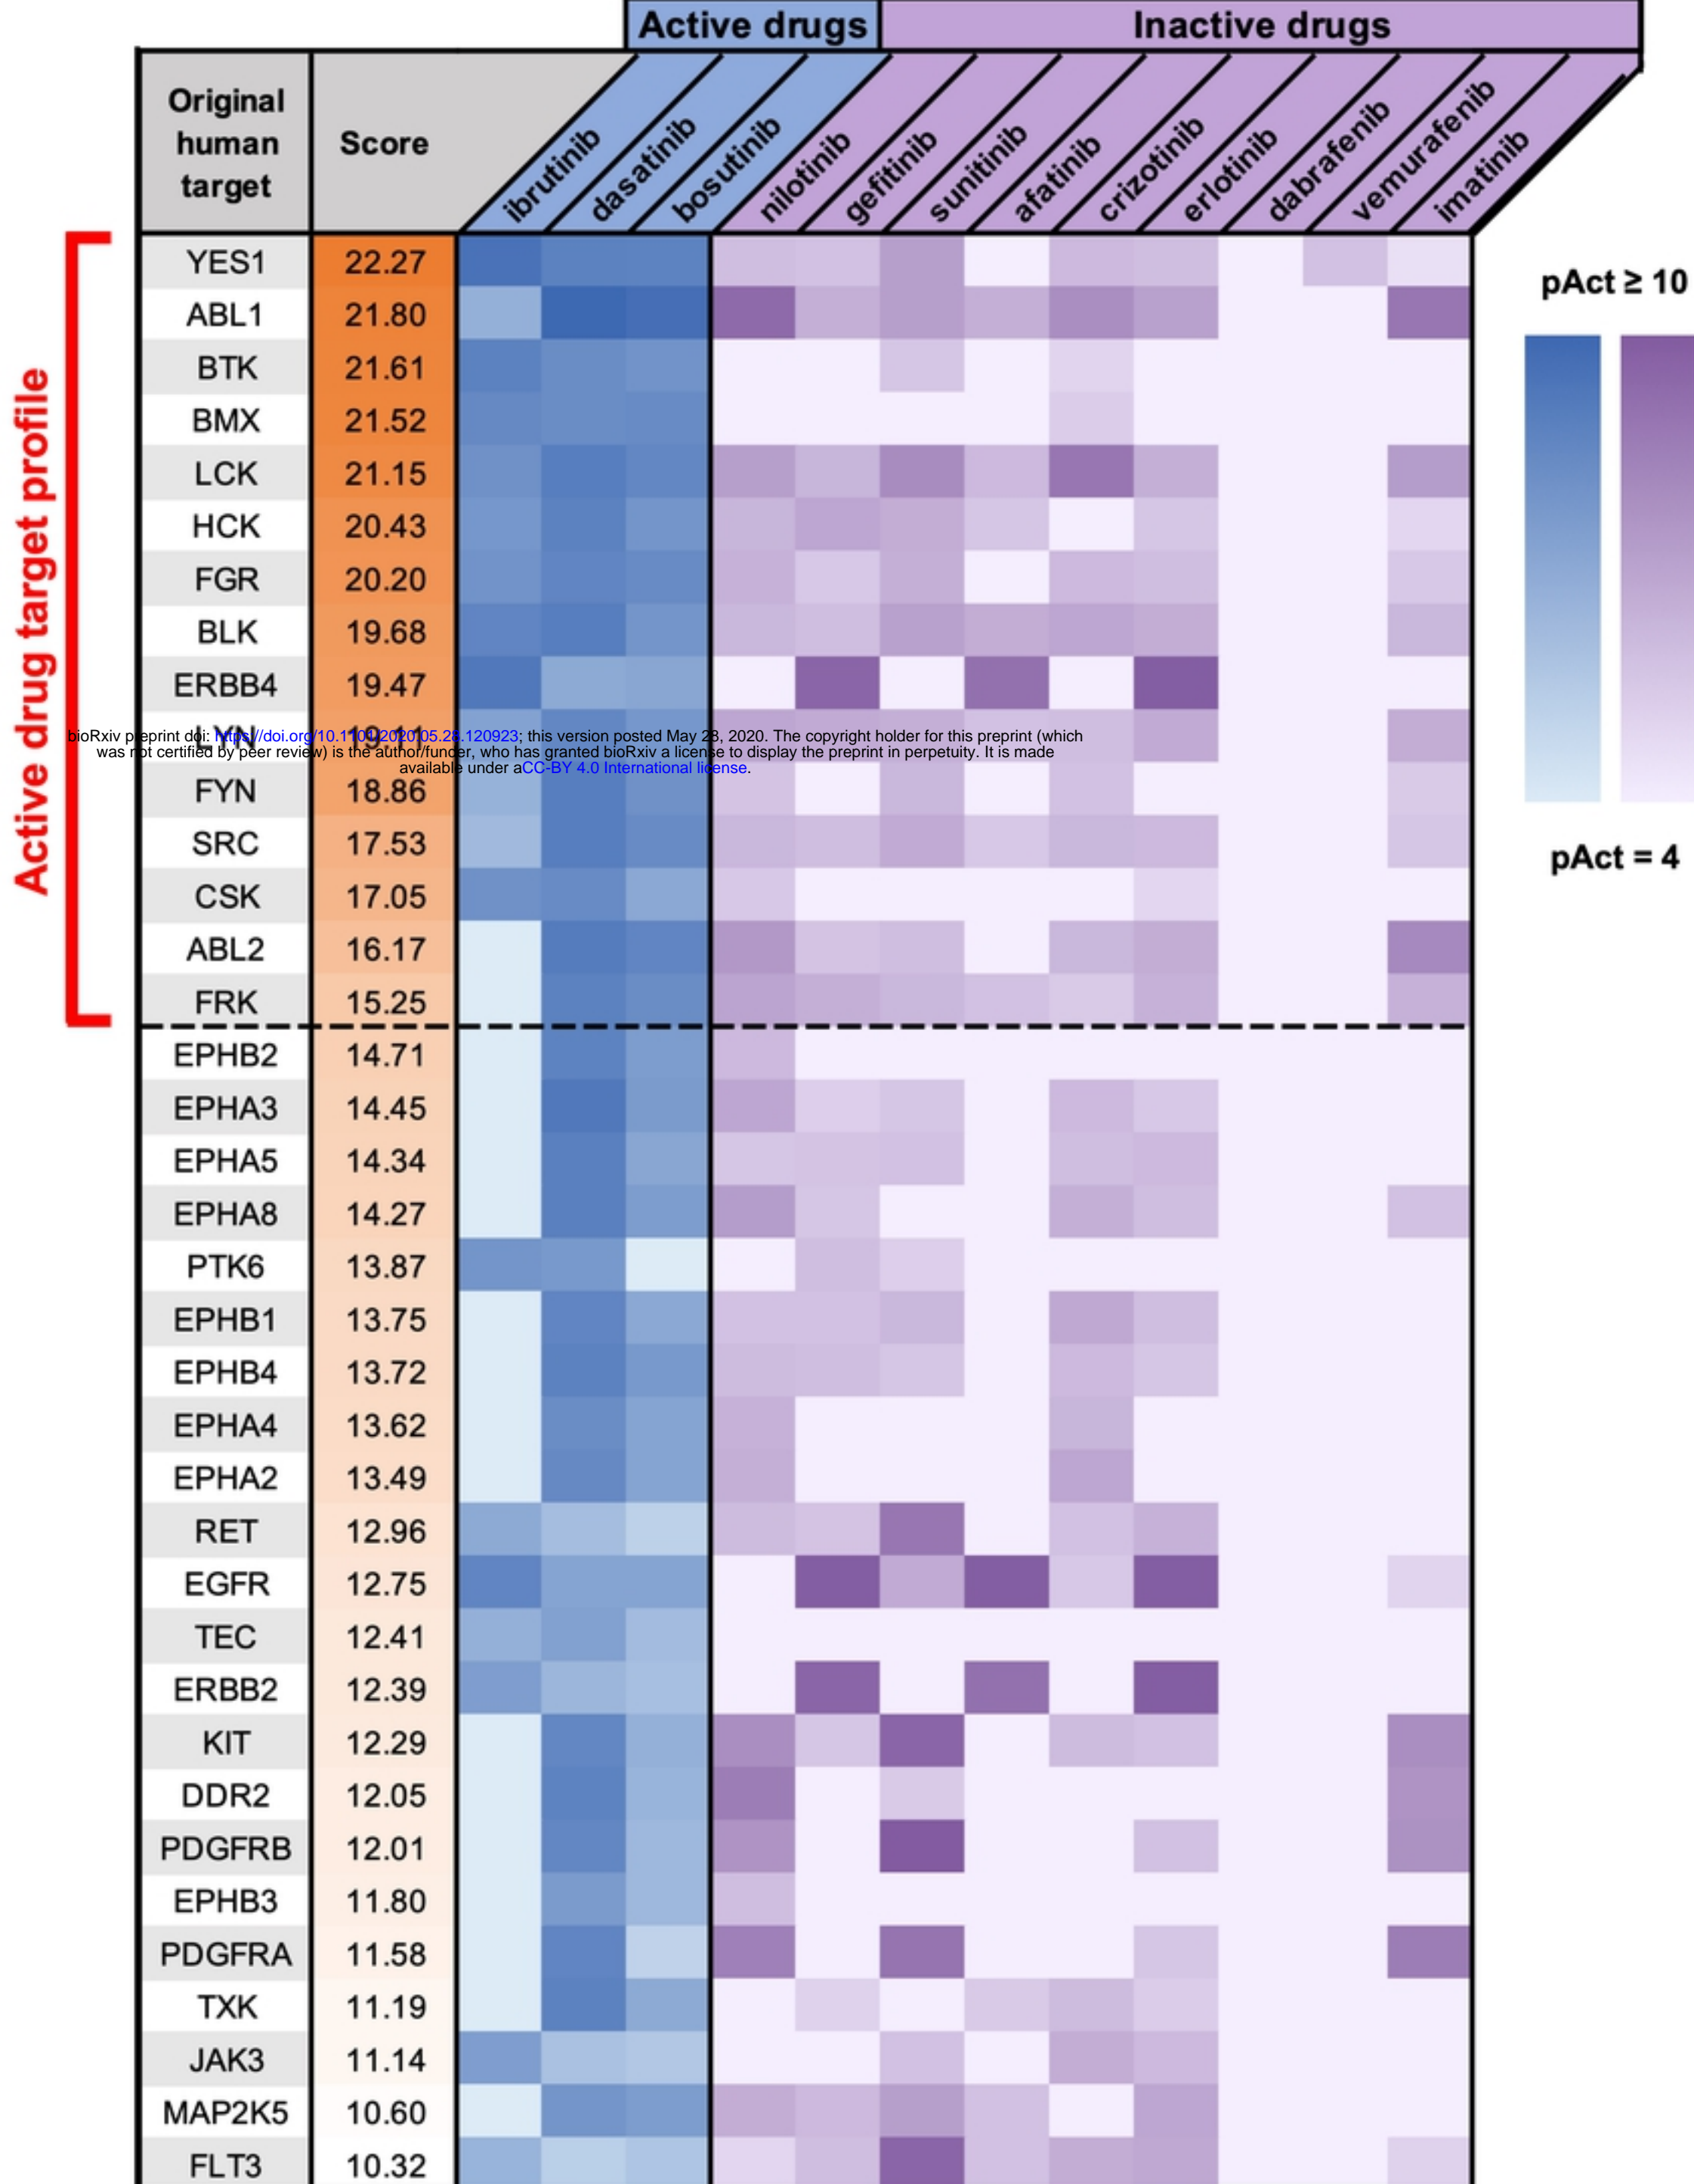 Active drugs Inactive drugs
Original human target Score ibrutinib dasatinib bosutinib nilotinib gefitinib sunitinib afatinib crizotinib erlotinib dabrafenib vemurafenib imatinib
Active drug target profile
YES1 22.27
ABL1 21.80
BTK 21.61
BMX 21.52
LCK 21.15
HCK 20.43
FGR 20.20
BLK 19.68
ERBB4 19.47
LYN 19.11
bioRxiv preprint doi: https://doi.org/10.1101/2020.05.28.120923; this version posted May 28, 2020. The copyright holder for this preprint (which
was not certified by peer review) is the author/funder, who has granted bioRxiv a license to display the preprint in perpetuity. It is made
available under aCC-BY 4.0 International license.
FYN 18.86
SRC 17.53
CSK 17.05
ABL2 16.17
FRK 15.25
EPHB2 14.71
EPHA3 14.45
EPHA5 14.34
EPHA8 14.27
PTK6 13.87
EPHB1 13.75
EPHB4 13.72
EPHA4 13.62
EPHA2 13.49
RET 12.96
EGFR 12.75
TEC 12.41
ERBB2 12.39
KIT 12.29
DDR2 12.05
PDGFRB 12.01
EPHB3 11.80
PDGFRA 11.58
TXK 11.19
JAK3 11.14
MAP2K5 10.60
FLT3 10.32
pAct ≥ 10
pAct = 4